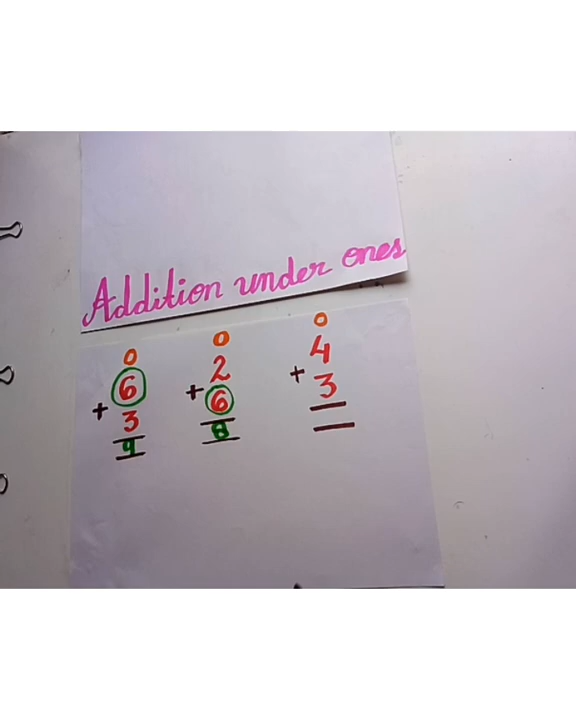 Addition under ones
0 0 0
6 2 4
+ 3 + 6 + 3
9 8